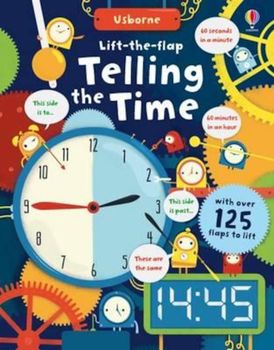 Usborne
60 seconds
in a minute
Lift-the-flap
Telling
the Time
This side
is to...
60 minutes
in an hour
11 12 1
10 2
9 3
8 4
7 6 5
This side
is past...
with over
125
flaps to lift
These are
the same
14:45